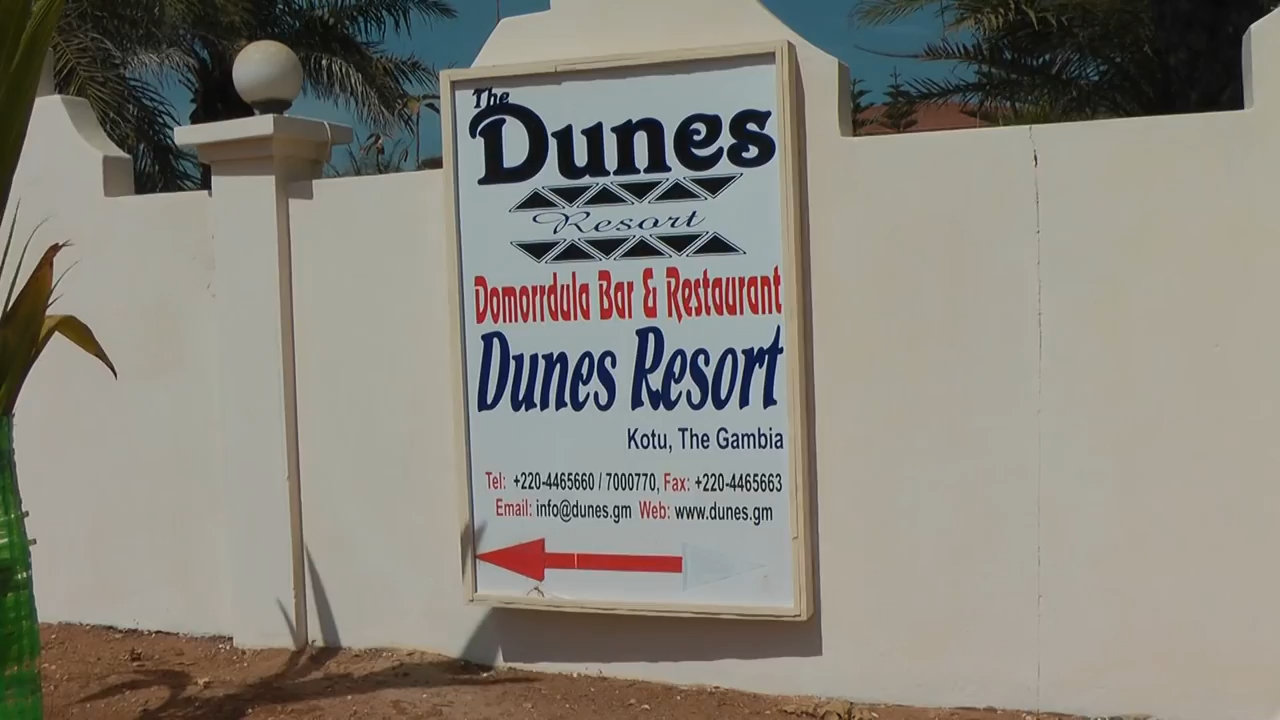 The
Dunes
Resort
Domorrdula Bar & Restaurant
Dunes Resort
Kotu, The Gambia
Tel: +220-4465660 / 7000770, Fax: +220-4465663
Email: info@dunes.gm Web: www.dunes.gm